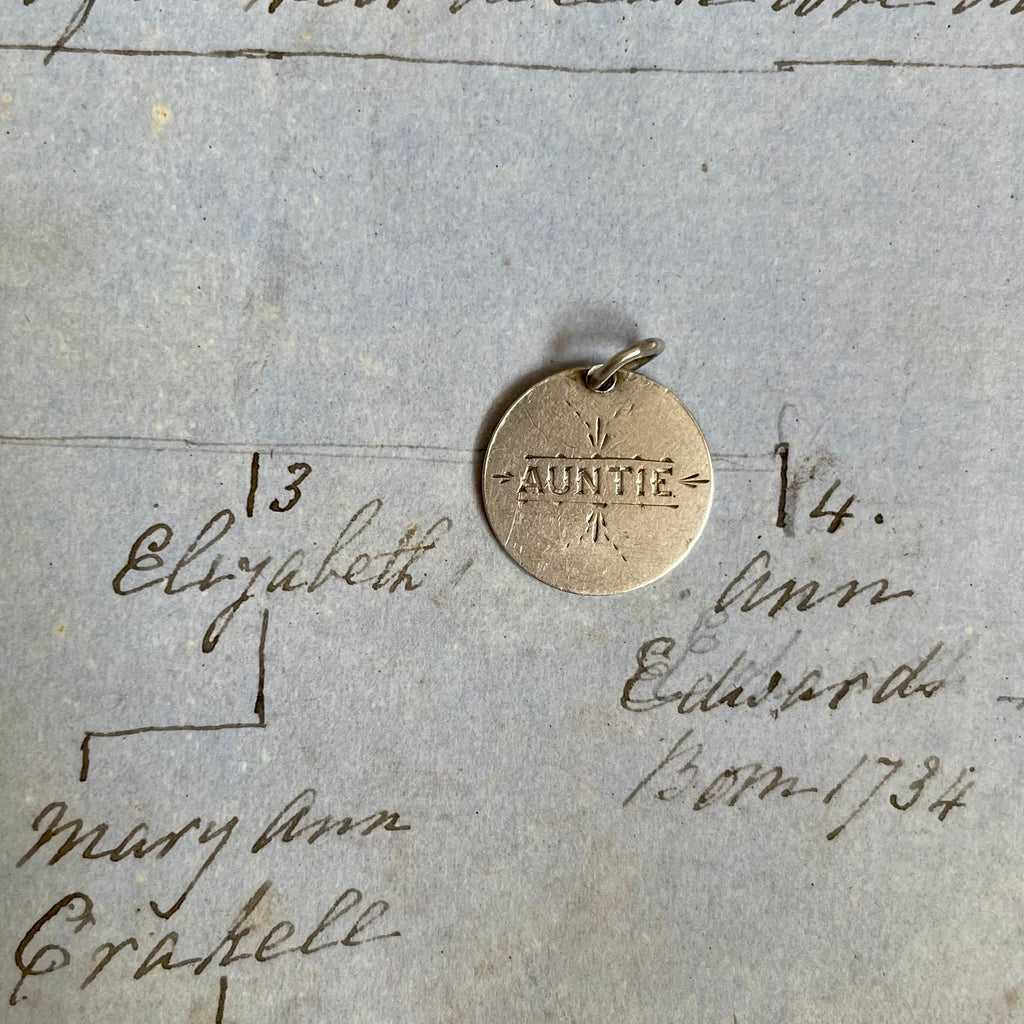 3
Elizabeth
AUNTIE
4.
Ann
Edwards
Born 1734
Mary Ann
Crakell